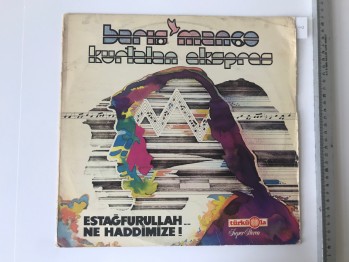 barış manço
kurtalan ekspres
ESTAĞFURULLAH...
NE HADDİMİZE!
türküola